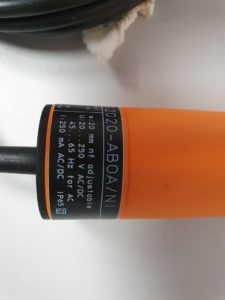 2020-ABOA/NI
s:20 mm nf adjustable
U:20...250 V AC/DC
45...65 Hz for AC
I:250 mA AC/DC IP65